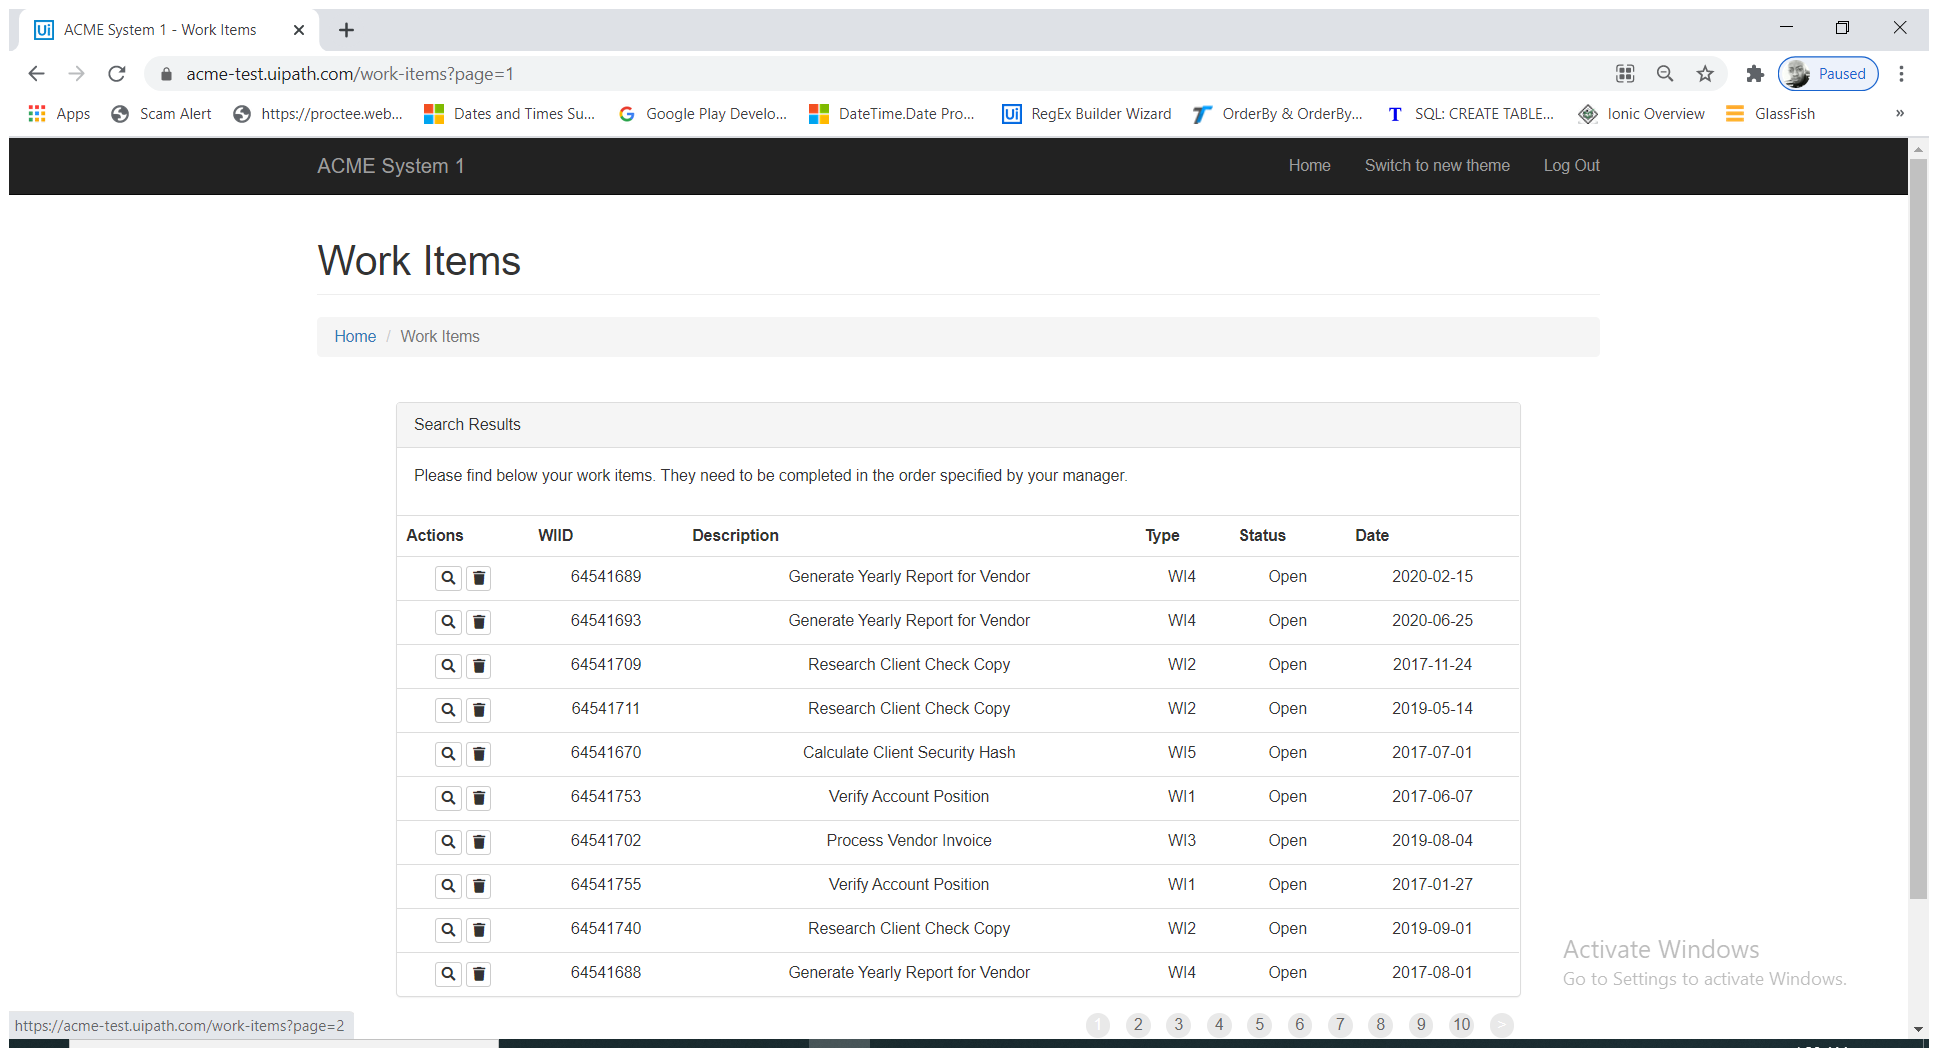 Ui ACME System 1 - Work Items
acme-test.uipath.com/work-items?page=1 Paused
Apps Scam Alert https://proctee.web... Dates and Times Su... Google Play Develo... DateTime.Date Pro... Ui RegEx Builder Wizard OrderBy & OrderBy... T SQL: CREATE TABLE... Ionic Overview GlassFish »
ACME System 1 Home Switch to new theme Log Out
Work Items
Home / Work Items
Search Results
Please find below your work items. They need to be completed in the order specified by your manager.
Actions WIID Description Type Status Date
64541689 Generate Yearly Report for Vendor WI4 Open 2020-02-15
64541693 Generate Yearly Report for Vendor WI4 Open 2020-06-25
64541709 Research Client Check Copy WI2 Open 2017-11-24
64541711 Research Client Check Copy WI2 Open 2019-05-14
64541670 Calculate Client Security Hash WI5 Open 2017-07-01
64541753 Verify Account Position WI1 Open 2017-06-07
64541702 Process Vendor Invoice WI3 Open 2019-08-04
64541755 Verify Account Position WI1 Open 2017-01-27
64541740 Research Client Check Copy WI2 Open 2019-09-01
64541688 Generate Yearly Report for Vendor WI4 Open 2017-08-01
Activate Windows
Go to Settings to activate Windows.
https://acme-test.uipath.com/work-items?page=2
1 2 3 4 5 6 7 8 9 10 >